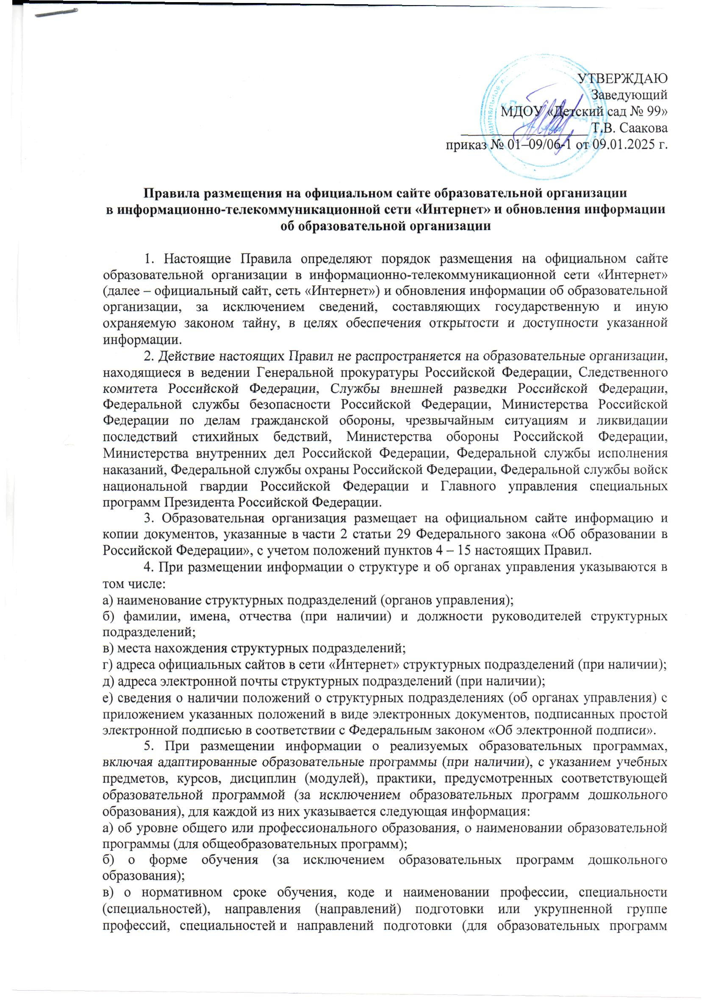 УТВЕРЖДАЮ
Заведующий
МДОУ «Детский сад № 99»
____________________Т.В. Саакова
приказ № 01–09/06-1 от 09.01.2025 г.
Правила размещения на официальном сайте образовательной организации
в информационно-телекоммуникационной сети «Интернет» и обновления информации
об образовательной организации
1. Настоящие Правила определяют порядок размещения на официальном сайте
образовательной организации в информационно-телекоммуникационной сети «Интернет»
(далее – официальный сайт, сеть «Интернет») и обновления информации об образовательной
организации, за исключением сведений, составляющих государственную и иную
охраняемую законом тайну, в целях обеспечения открытости и доступности указанной
информации.
2. Действие настоящих Правил не распространяется на образовательные организации,
находящиеся в ведении Генеральной прокуратуры Российской Федерации, Следственного
комитета Российской Федерации, Службы внешней разведки Российской Федерации,
Федеральной службы безопасности Российской Федерации, Министерства Российской
Федерации по делам гражданской обороны, чрезвычайным ситуациям и ликвидации
последствий стихийных бедствий, Министерства обороны Российской Федерации,
Министерства внутренних дел Российской Федерации, Федеральной службы исполнения
наказаний, Федеральной службы охраны Российской Федерации, Федеральной службы войск
национальной гвардии Российской Федерации и Главного управления специальных
программ Президента Российской Федерации.
3. Образовательная организация размещает на официальном сайте информацию и
копии документов, указанные в части 2 статьи 29 Федерального закона «Об образовании в
Российской Федерации», с учетом положений пунктов 4 – 15 настоящих Правил.
4. При размещении информации о структуре и об органах управления указываются в
том числе:
а) наименование структурных подразделений (органов управления);
б) фамилии, имена, отчества (при наличии) и должности руководителей структурных
подразделений;
в) места нахождения структурных подразделений;
г) адреса официальных сайтов в сети «Интернет» структурных подразделений (при наличии);
д) адреса электронной почты структурных подразделений (при наличии);
е) сведения о наличии положений о структурных подразделениях (об органах управления) с
приложением указанных положений в виде электронных документов, подписанных простой
электронной подписью в соответствии с Федеральным законом «Об электронной подписи».
5. При размещении информации о реализуемых образовательных программах,
включая адаптированные образовательные программы (при наличии), с указанием учебных
предметов, курсов, дисциплин (модулей), практики, предусмотренных соответствующей
образовательной программой (за исключением образовательных программ дошкольного
образования), для каждой из них указывается следующая информация:
а) об уровне общего или профессионального образования, о наименовании образовательной
программы (для общеобразовательных программ);
б) о форме обучения (за исключением образовательных программ дошкольного
образования);
в) о нормативном сроке обучения, коде и наименовании профессии, специальности
(специальностей), направления (направлений) подготовки или укрупненной группе
профессий, специальностей и направлений подготовки (для образовательных программ